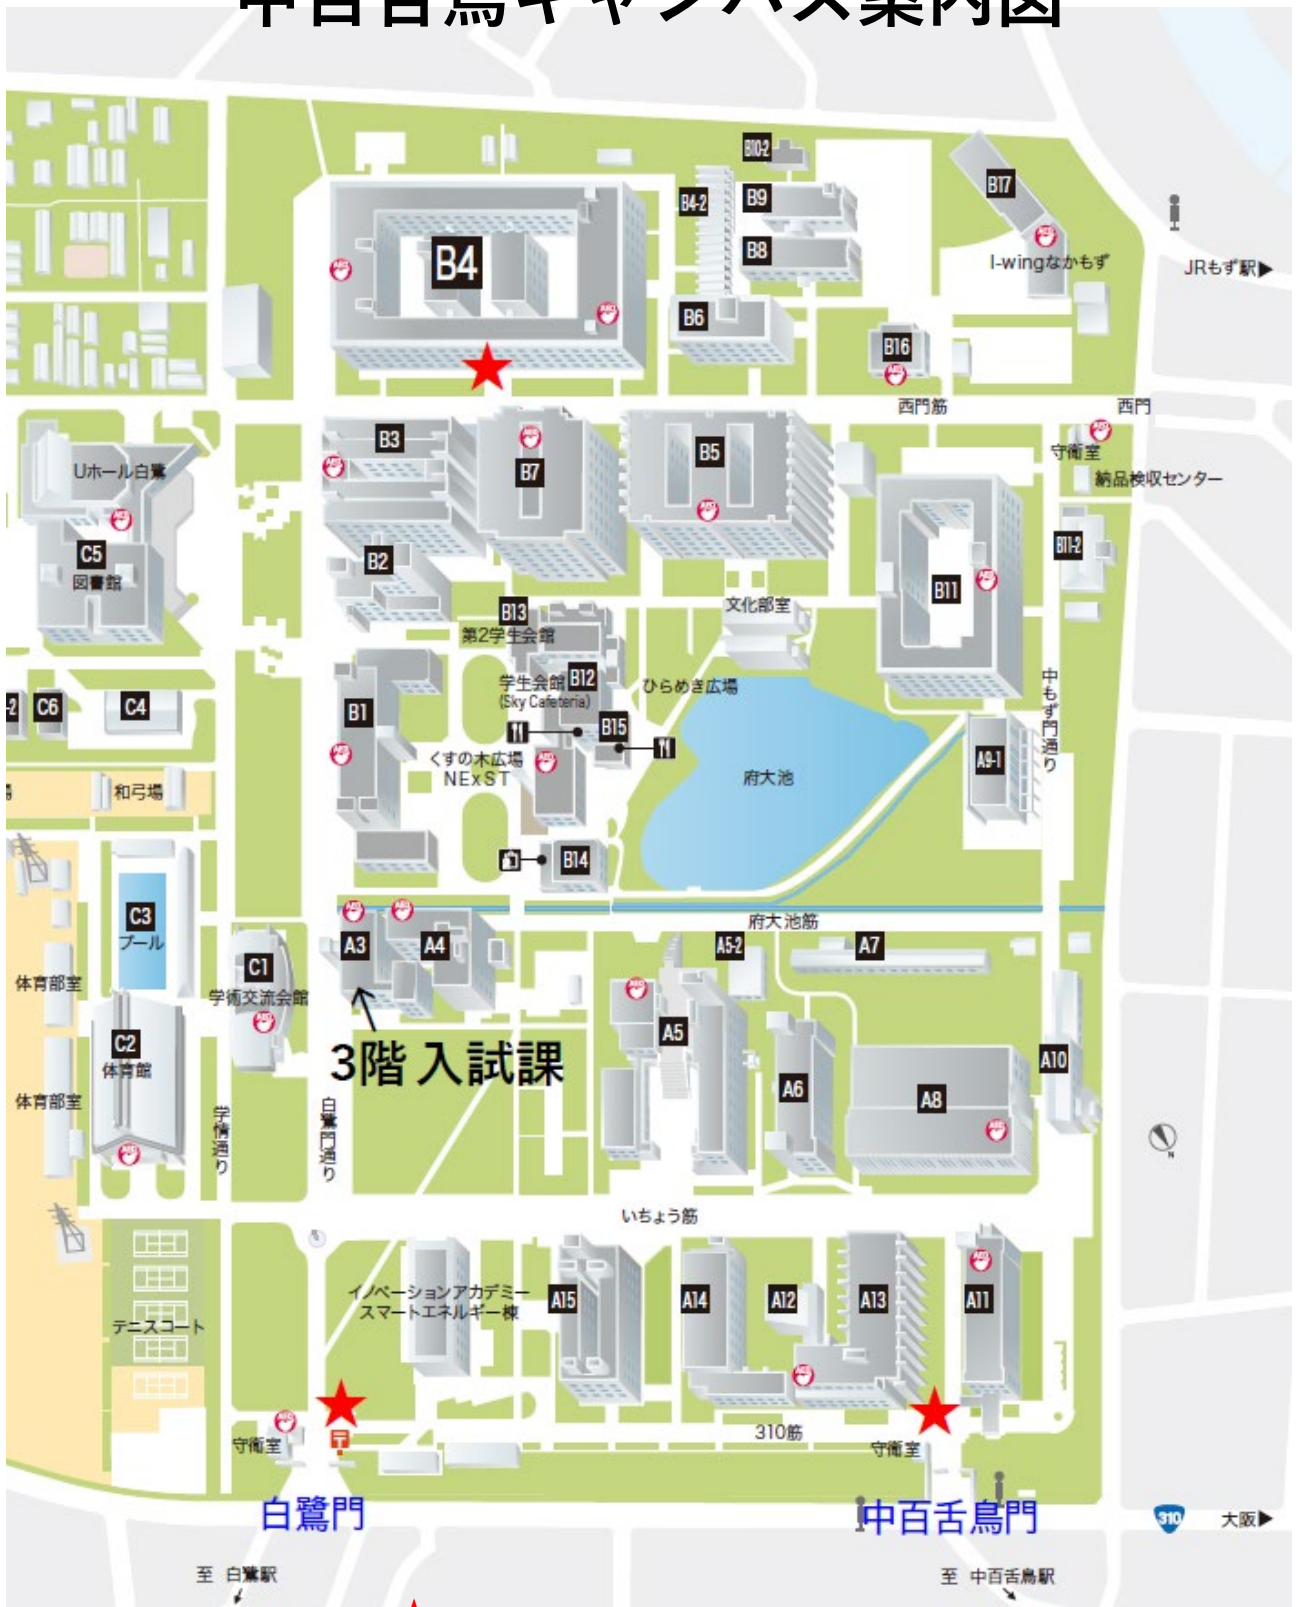 中百舌鳥キャンパス案内図
B10-2
B17
B4-2
B9
B4
B8
I-wingなかもず
JRもず駅▶
B6
B16
西門筋
西門
守衛室
B3
B7
B5
Uホール白鷺
納品検収センター
C5
図書館
B2
B11-2
B11
B13
第2学生会館
文化部室
学生会館
(Sky Cafeteria)
B12
ひらめき広場
-2
C6
C4
B1
B15
中もず門通り
くすの木広場
NExST
A9-1
府大池
場
和弓場
B14
C3
プール
府大池筋
A3
A4
A5-2
A7
C1
学術交流会館
体育部室
A5
C2
体育館
3階 入試課
A10
A6
A8
体育部室
学情通り
白鷺門通り
N
いちょう筋
イノベーションアカデミー
スマートエネルギー棟
A15
A14
A12
A13
A11
テニスコート
310筋
守衛室
守衛室
白鷺門
中百舌鳥門
310
大阪▶
至 白鷺駅
至 中百舌鳥駅